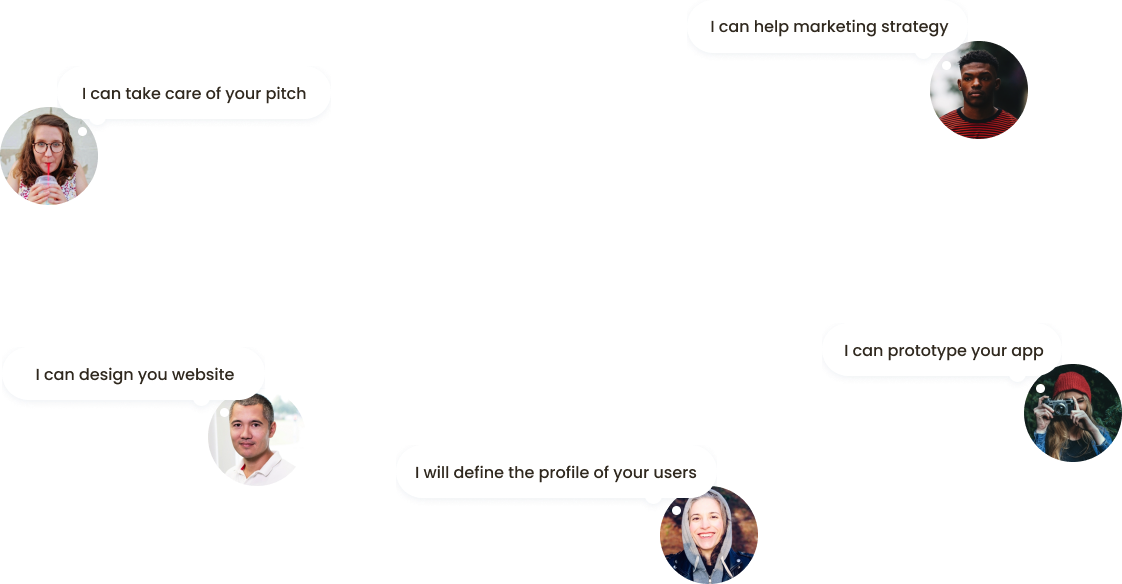 I can help marketing strategy
I can take care of your pitch
I can prototype your app
I can design you website
I will define the profile of your users